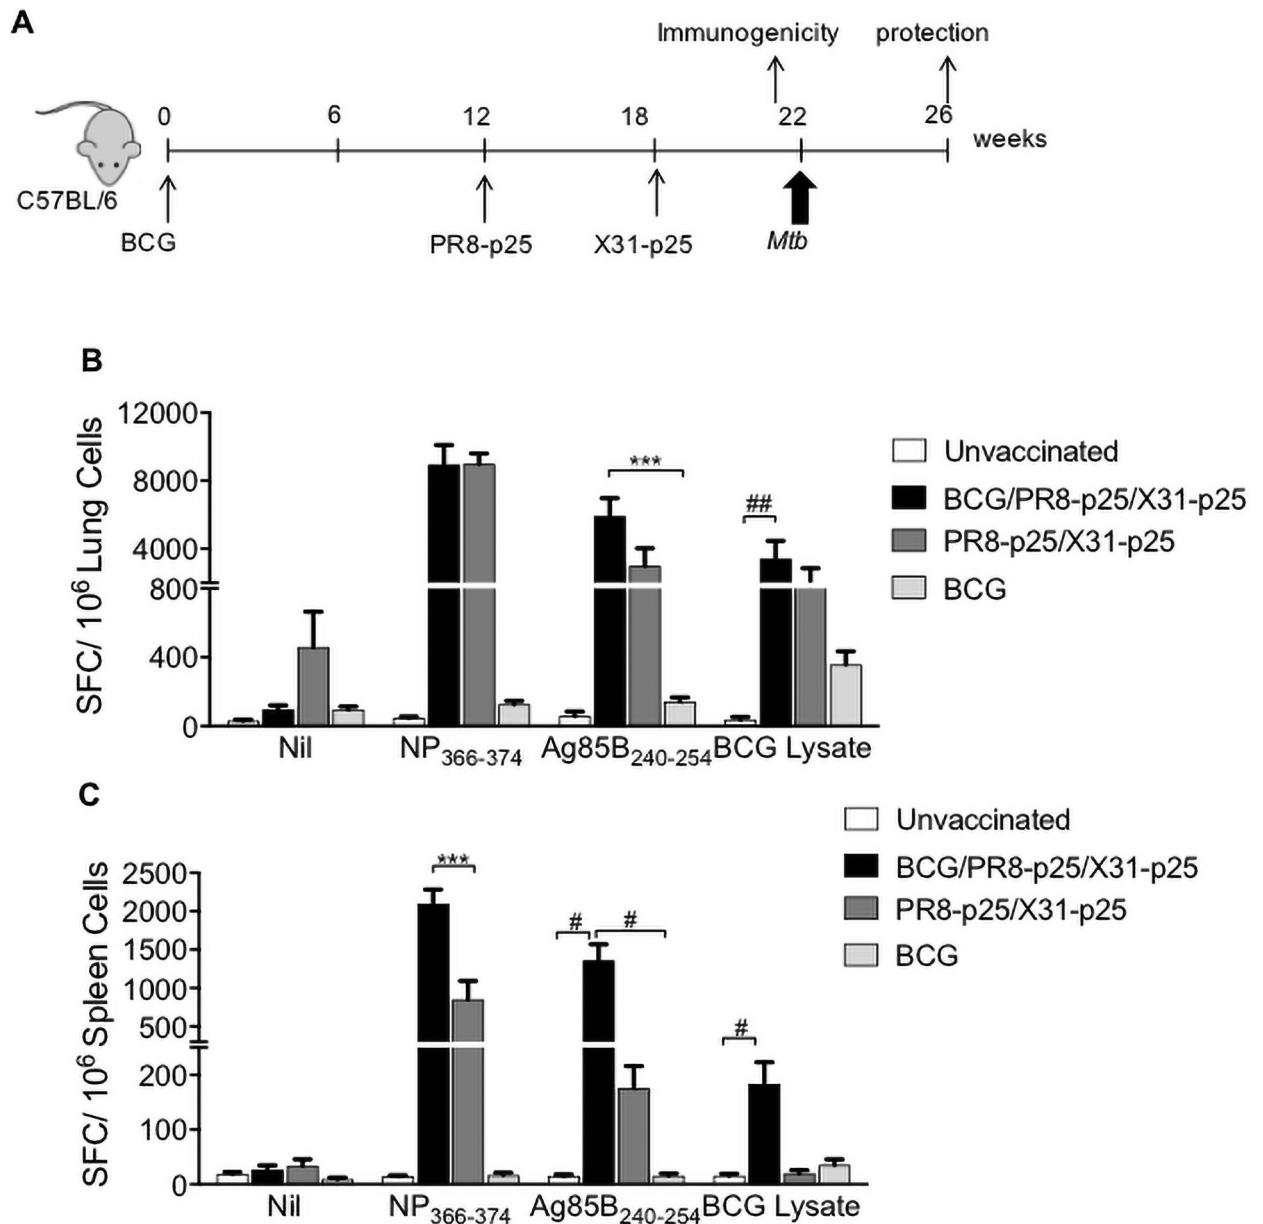 A
Immunogenicity protection
0 6 12 18 22 26
weeks
C57BL/6
BCG PR8-p25 X31-p25 Mtb
B
SFC/ 10⁶ Lung Cells
12000
8000
4000
800
400
0
***
##
Unvaccinated
BCG/PR8-p25/X31-p25
PR8-p25/X31-p25
BCG
Nil NP366-374 Ag85B240-254 BCG Lysate
C
SFC/ 10⁶ Spleen Cells
2500
2000
1500
1000
500
200
100
0
***
# #
#
Unvaccinated
BCG/PR8-p25/X31-p25
PR8-p25/X31-p25
BCG
Nil NP366-374 Ag85B240-254 BCG Lysate